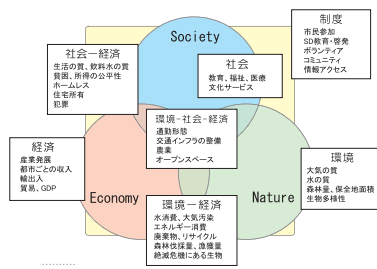 制度
市民参加
SD教育・啓発
ボランティア
コミュニティ
情報アクセス
Society
社会ー経済
生活の質、飲料水の質
貧困、所得の公平性
ホームレス
住宅所有
犯罪
社会
教育、福祉、医療
文化サービス
環境-社会-経済
通勤形態
交通インフラの整備
農業
オープンスペース
経済
産業発展
都市ごとの収入
輸出入
貿易、GDP
環境
大気の質
水の質
森林量、保全地面積
生物多様性
Economy
Nature
環境ー経済
水消費、大気汚染
エネルギー消費
廃棄物、リサイクル
森林伐採量、漁獲量
絶滅危機にある生物